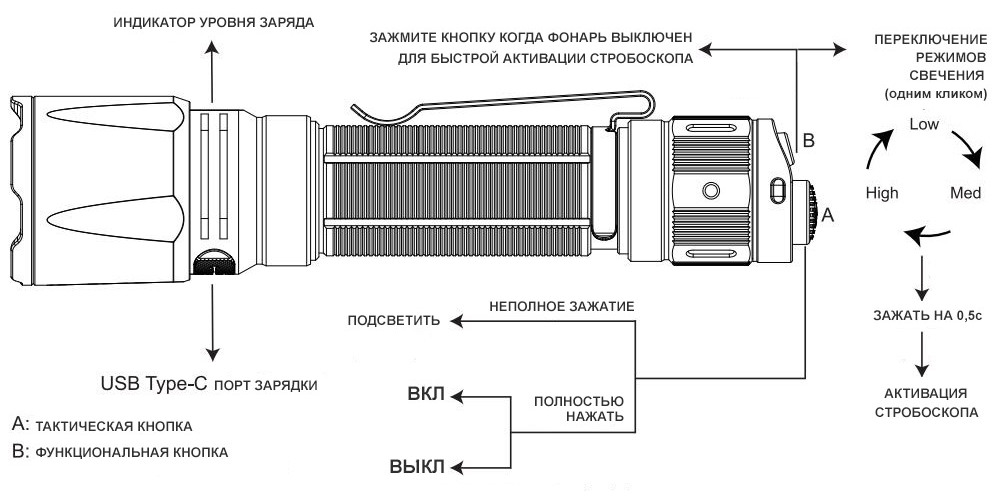 ИНДИКАТОР УРОВНЯ ЗАРЯДА
ЗАЖМИТЕ КНОПКУ КОГДА ФОНАРЬ ВЫКЛЮЧЕН
ДЛЯ БЫСТРОЙ АКТИВАЦИИ СТРОБОСКОПА
ПЕРЕКЛЮЧЕНИЕ
РЕЖИМОВ
СВЕЧЕНИЯ
(одним кликом)
Low
B
High
Med
A
НЕПОЛНОЕ ЗАЖАТИЕ
ПОДСВЕТИТЬ
ЗАЖАТЬ НА 0,5с
USB Type-C ПОРТ ЗАРЯДКИ
ВКЛ
ПОЛНОСТЬЮ
НАЖАТЬ
АКТИВАЦИЯ
СТРОБОСКОПА
A: ТАКТИЧЕСКАЯ КНОПКА
B: ФУНКЦИОНАЛЬНАЯ КНОПКА
ВЫКЛ